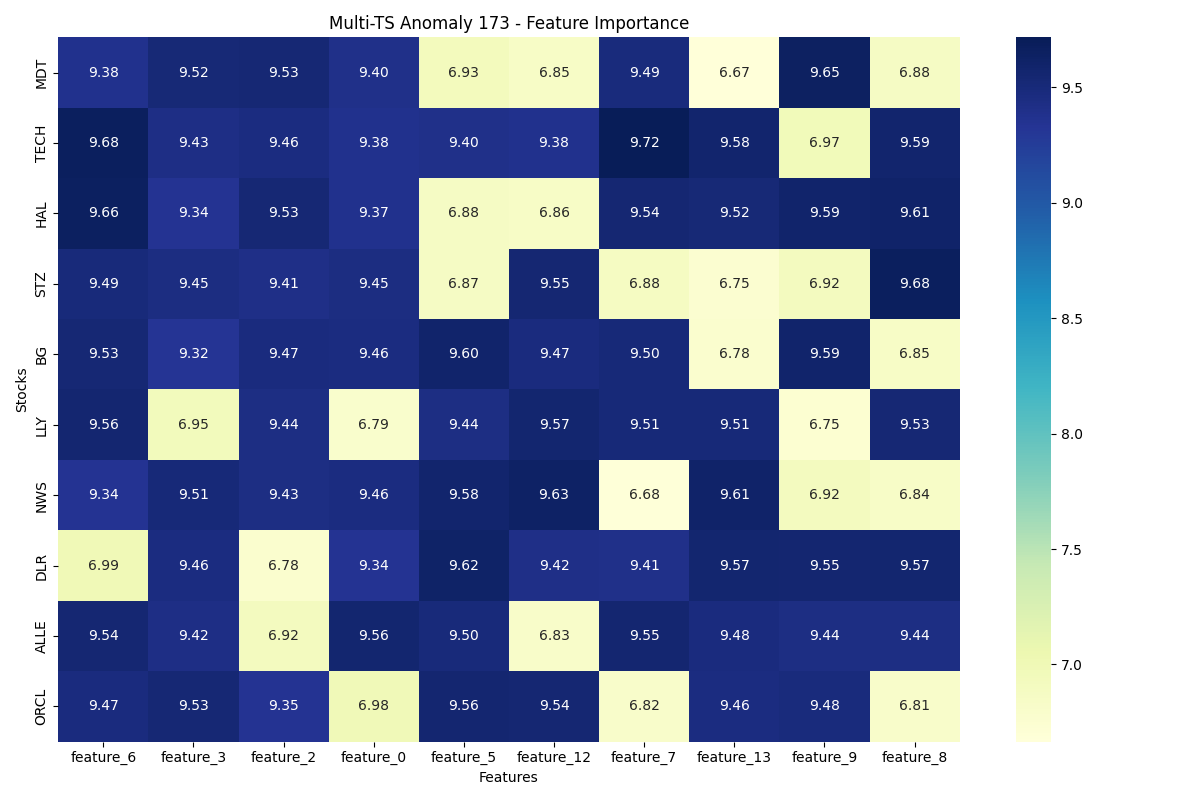 Multi-TS Anomaly 173 - Feature Importance
MDT 9.38 9.52 9.53 9.40 6.93 6.85 9.49 6.67 9.65 6.88
TECH 9.68 9.43 9.46 9.38 9.40 9.38 9.72 9.58 6.97 9.59
HAL 9.66 9.34 9.53 9.37 6.88 6.86 9.54 9.52 9.59 9.61
STZ 9.49 9.45 9.41 9.45 6.87 9.55 6.88 6.75 6.92 9.68
BG 9.53 9.32 9.47 9.46 9.60 9.47 9.50 6.78 9.59 6.85
LLY 9.56 6.95 9.44 6.79 9.44 9.57 9.51 9.51 6.75 9.53
NWS 9.34 9.51 9.43 9.46 9.58 9.63 6.68 9.61 6.92 6.84
DLR 6.99 9.46 6.78 9.34 9.62 9.42 9.41 9.57 9.55 9.57
ALLE 9.54 9.42 6.92 9.56 9.50 6.83 9.55 9.48 9.44 9.44
ORCL 9.47 9.53 9.35 6.98 9.56 9.54 6.82 9.46 9.48 6.81
feature_6 feature_3 feature_2 feature_0 feature_5 feature_12 feature_7 feature_13 feature_9 feature_8
Features
Stocks
9.5
9.0
8.5
8.0
7.5
7.0